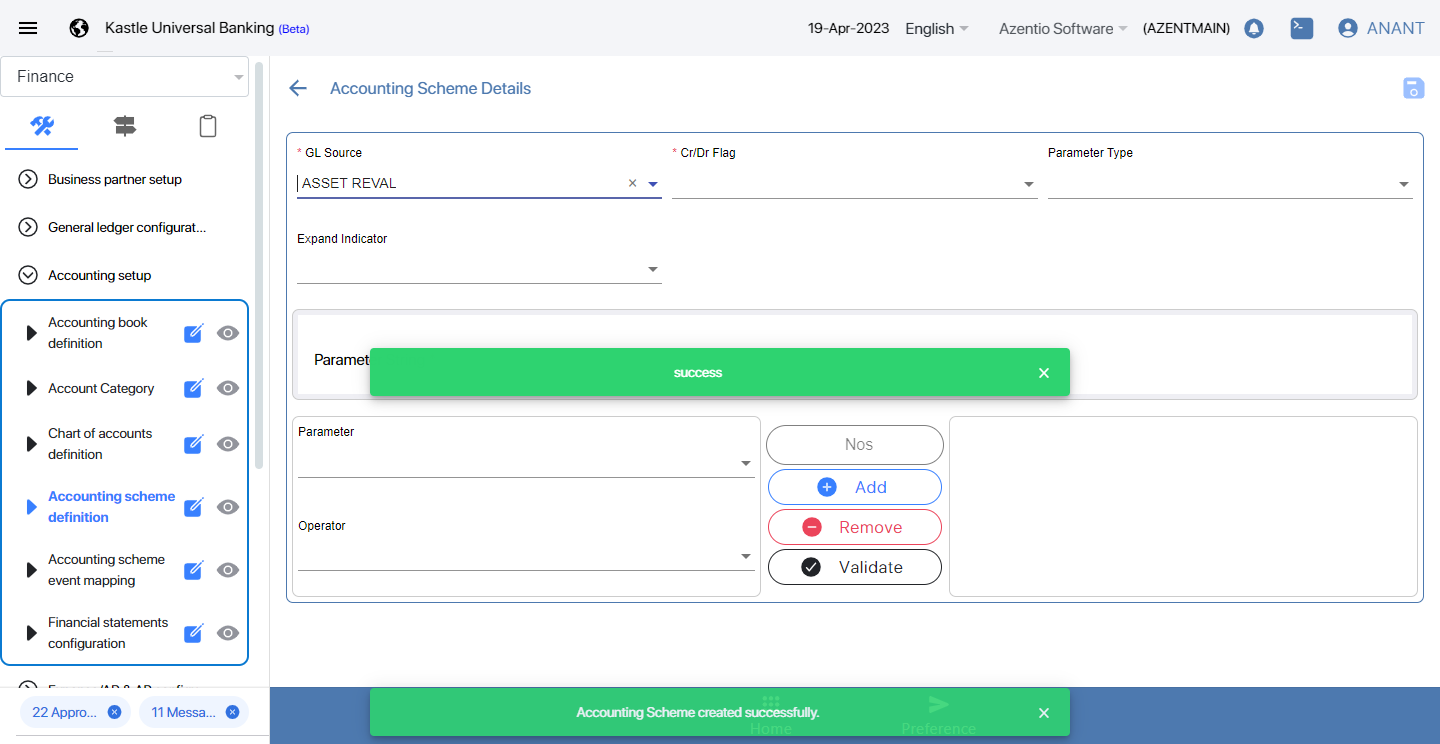 Kastle Universal Banking (Beta)
19-Apr-2023
English
Azentio Software
(AZENTMAIN)
ANANT
Finance
Business partner setup
General ledger configurat...
Accounting setup
Accounting book
definition
Account Category
Chart of accounts
definition
Accounting scheme
definition
Accounting scheme
event mapping
Financial statements
configuration
22 Appro...
11 Messa...
Accounting Scheme Details
* GL Source
ASSET REVAL
* Cr/Dr Flag
Parameter Type
Expand Indicator
success
Parameter
Operator
Nos
Add
Remove
Validate
Accounting Scheme created successfully.
Home
Preference